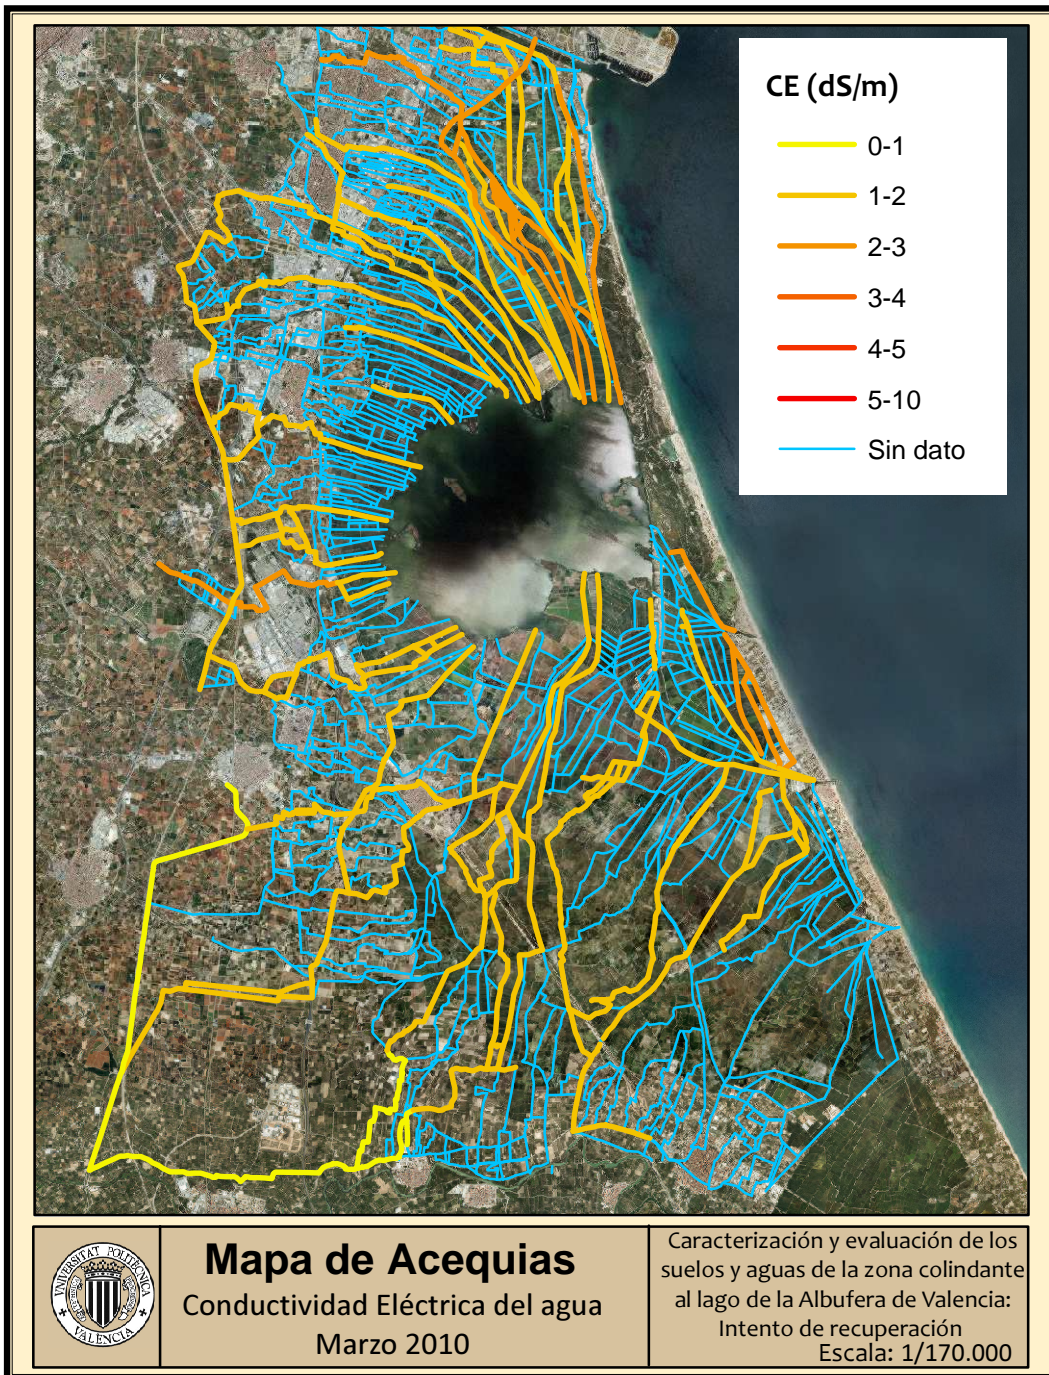 CE (dS/m)
0-1
1-2
2-3
3-4
4-5
5-10
Sin dato
UNIVERSITAT POLITÈCNICA
VALÈNCIA
Mapa de Acequias
Conductividad Eléctrica del agua
Marzo 2010
Caracterización y evaluación de los
suelos y aguas de la zona colindante
al lago de la Albufera de Valencia:
Intento de recuperación
Escala: 1/170.000